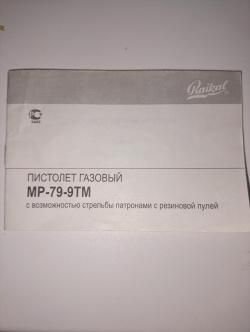 Baikal
ПИСТОЛЕТ ГАЗОВЫЙ
МР-79-9ТМ
с возможностью стрельбы патронами с резиновой пулей